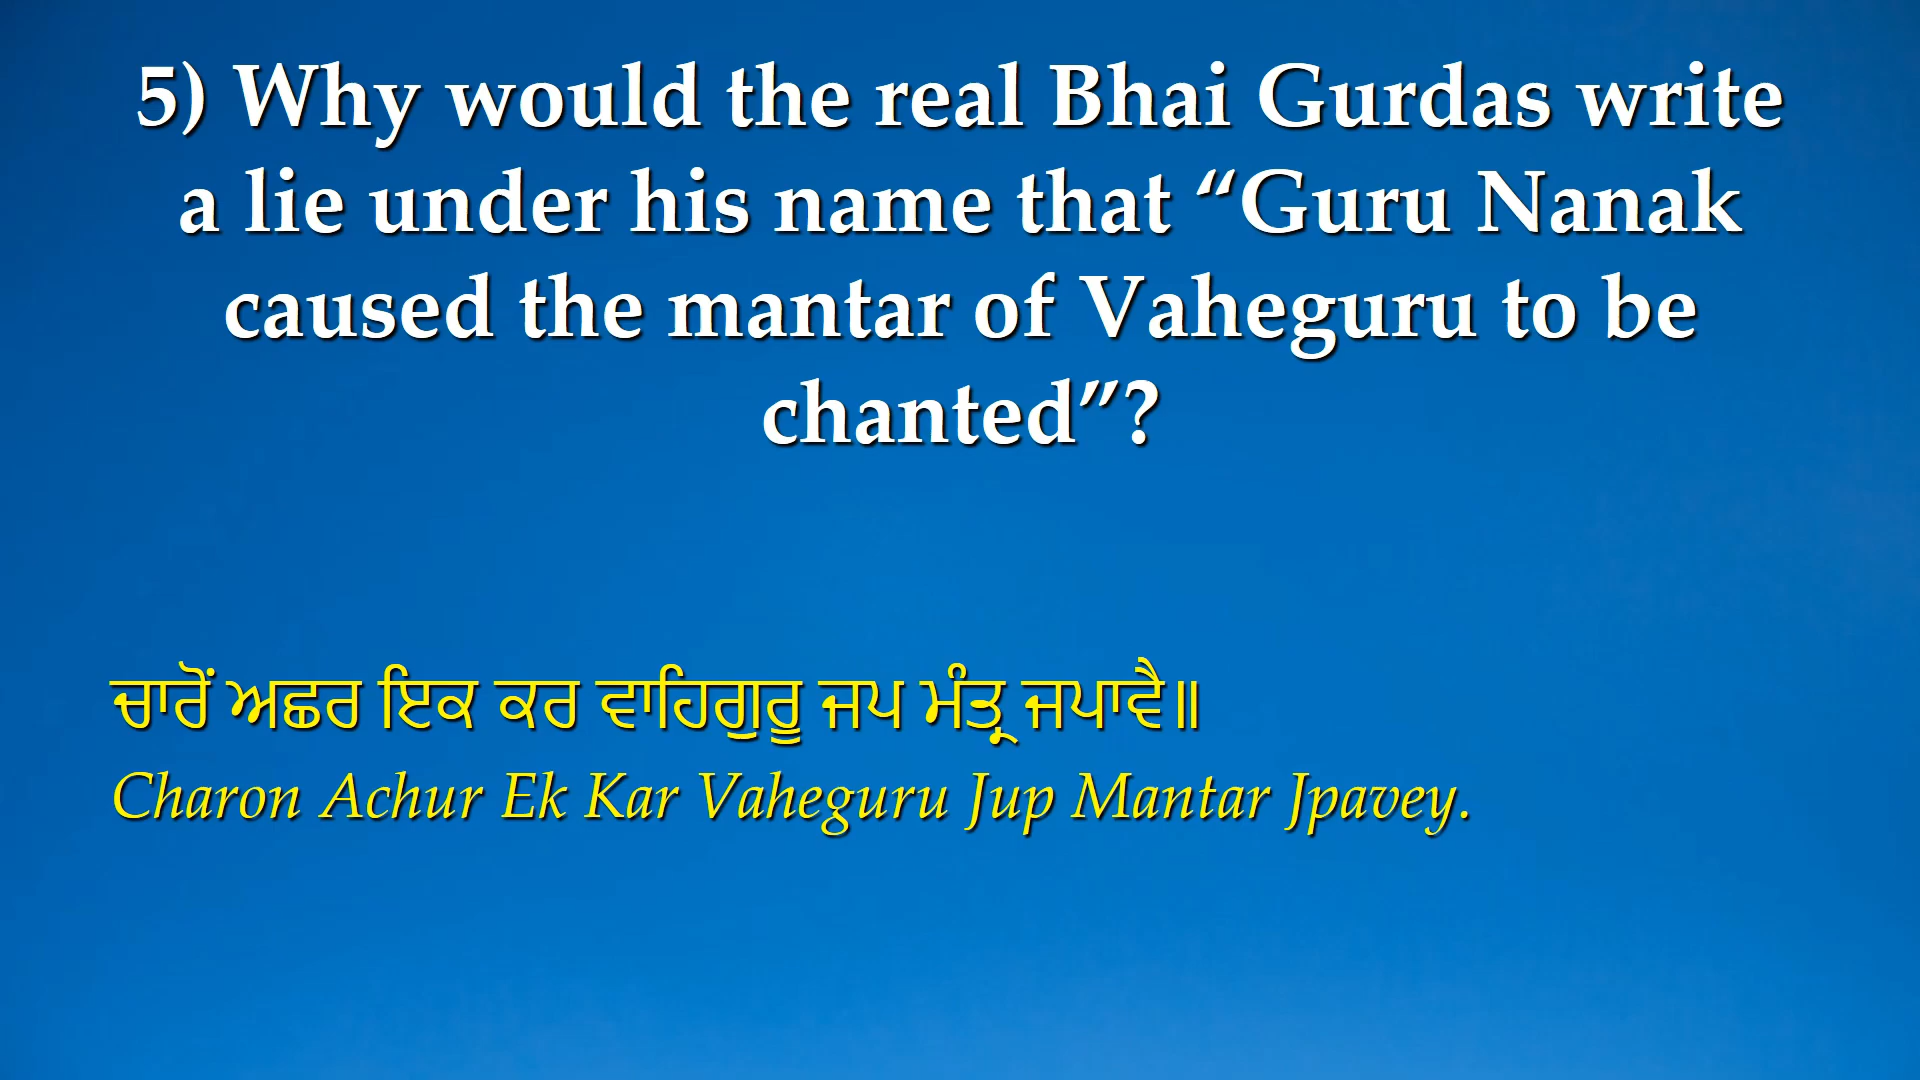 5) Why would the real Bhai Gurdas write
a lie under his name that “Guru Nanak
caused the mantar of Vaheguru to be
chanted”?
ਚਾਰੋਂ ਅਛਰ ਇਕ ਕਰ ਵਾਹਿਗੁਰੂ ਜਪ ਮੰਤ੍ਰ ਜਪਾਵੈ॥
Charon Achur Ek Kar Vaheguru Jup Mantar Jpavey.